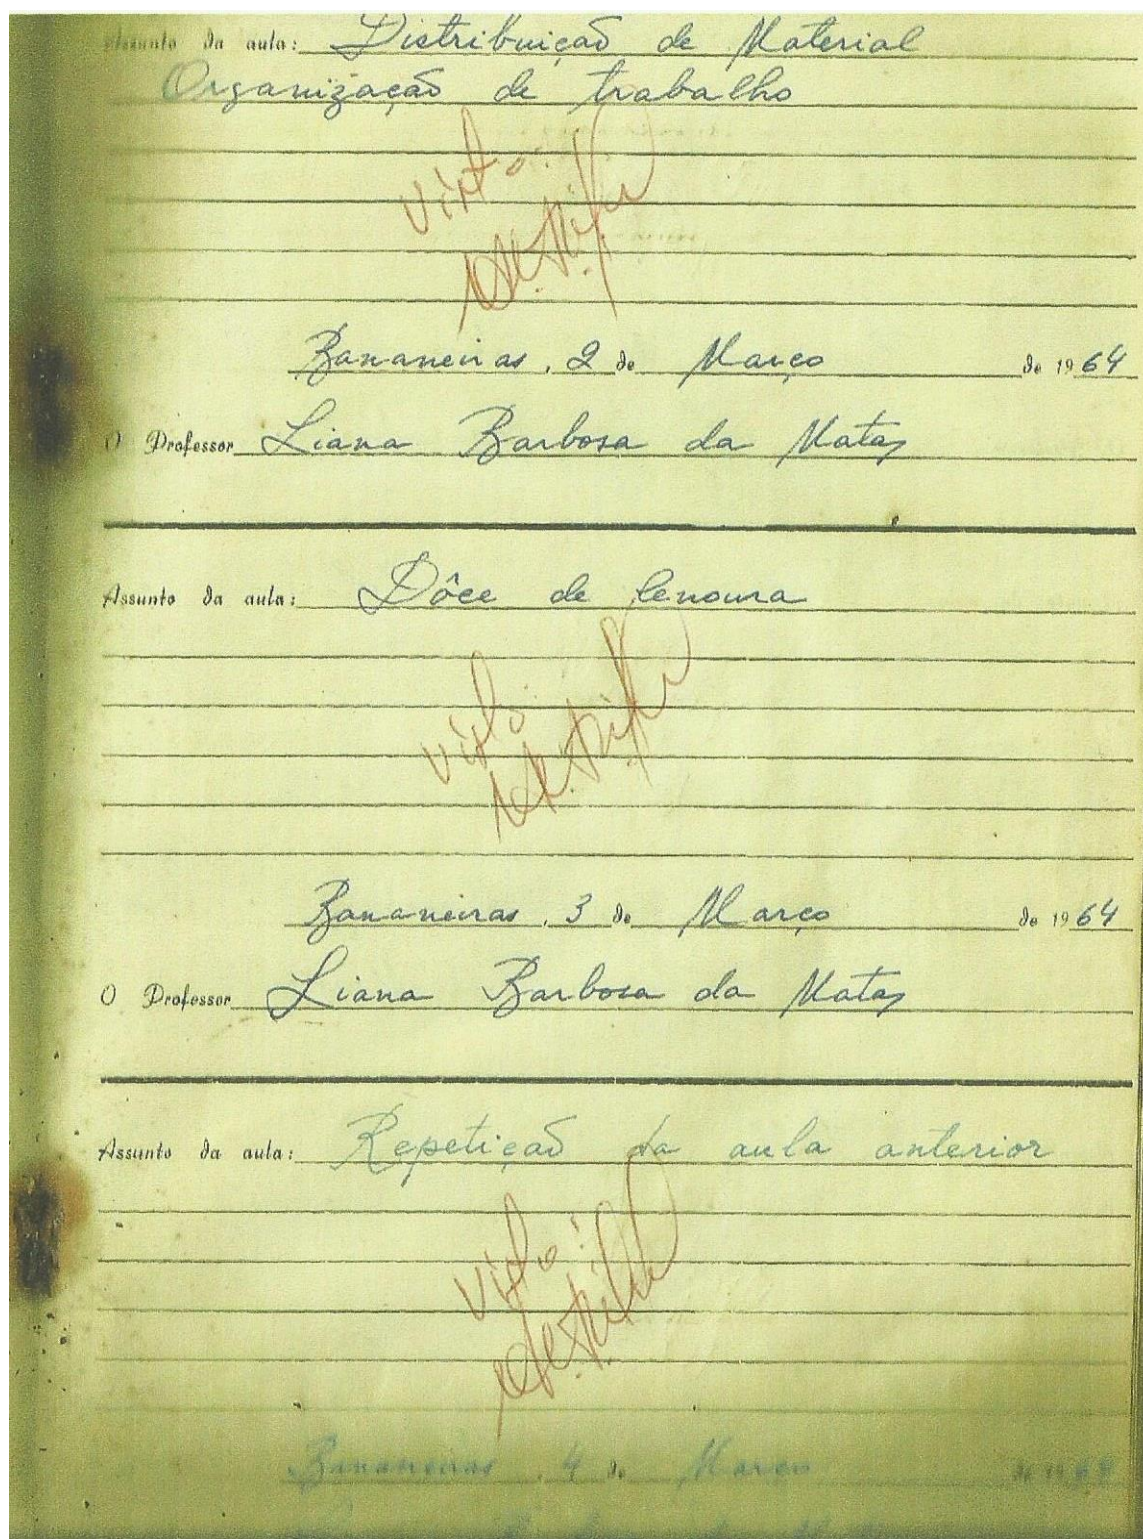 Assunto da aula: Distribuição de Material
Organização de trabalho
visto
Bananeiras, 2 de Março de 1964
O Professor Liana Barbosa da Mata
Assunto da aula: Dôce de Cenoura
visto
Bananeiras, 3 de Março de 1964
O Professor Liana Barbosa da Mata
Assunto da aula: Repetição da aula anterior
visto
Bananeiras, 4 de Março de 1964